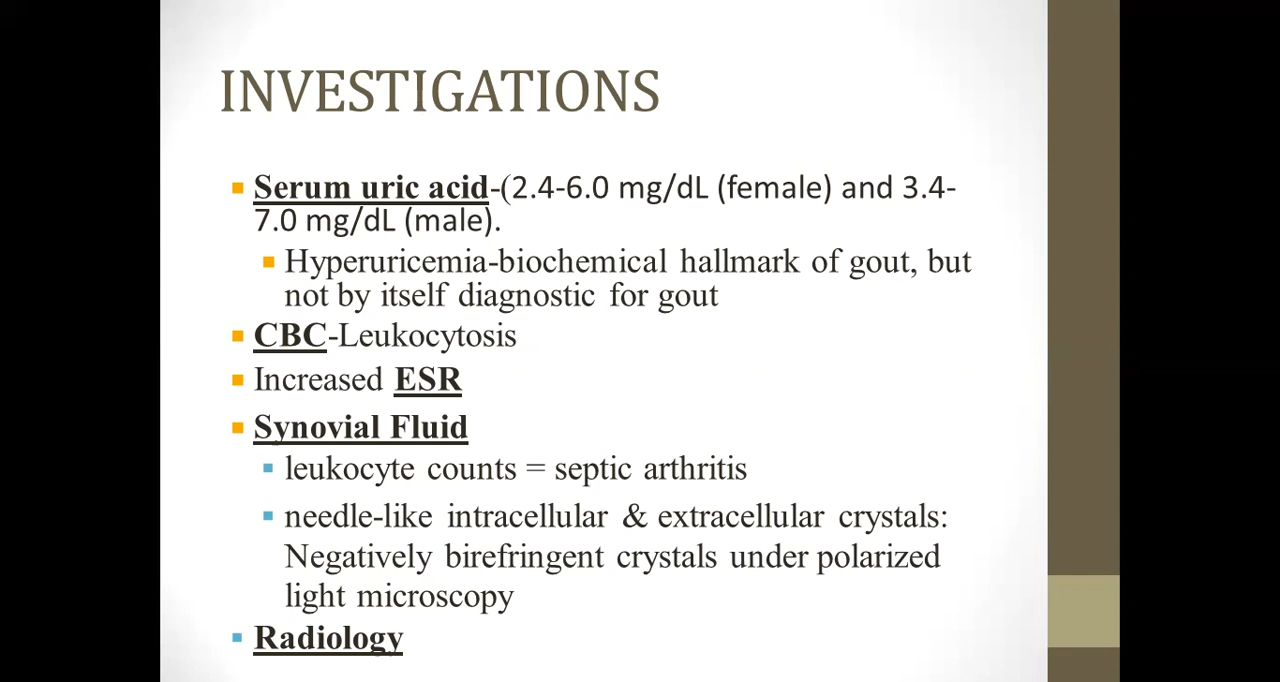 INVESTIGATIONS
Serum uric acid-(2.4-6.0 mg/dL (female) and 3.4-
7.0 mg/dL (male).
Hyperuricemia-biochemical hallmark of gout, but
not by itself diagnostic for gout
CBC-Leukocytosis
Increased ESR
Synovial Fluid
leukocyte counts = septic arthritis
needle-like intracellular & extracellular crystals:
Negatively birefringent crystals under polarized
light microscopy
Radiology